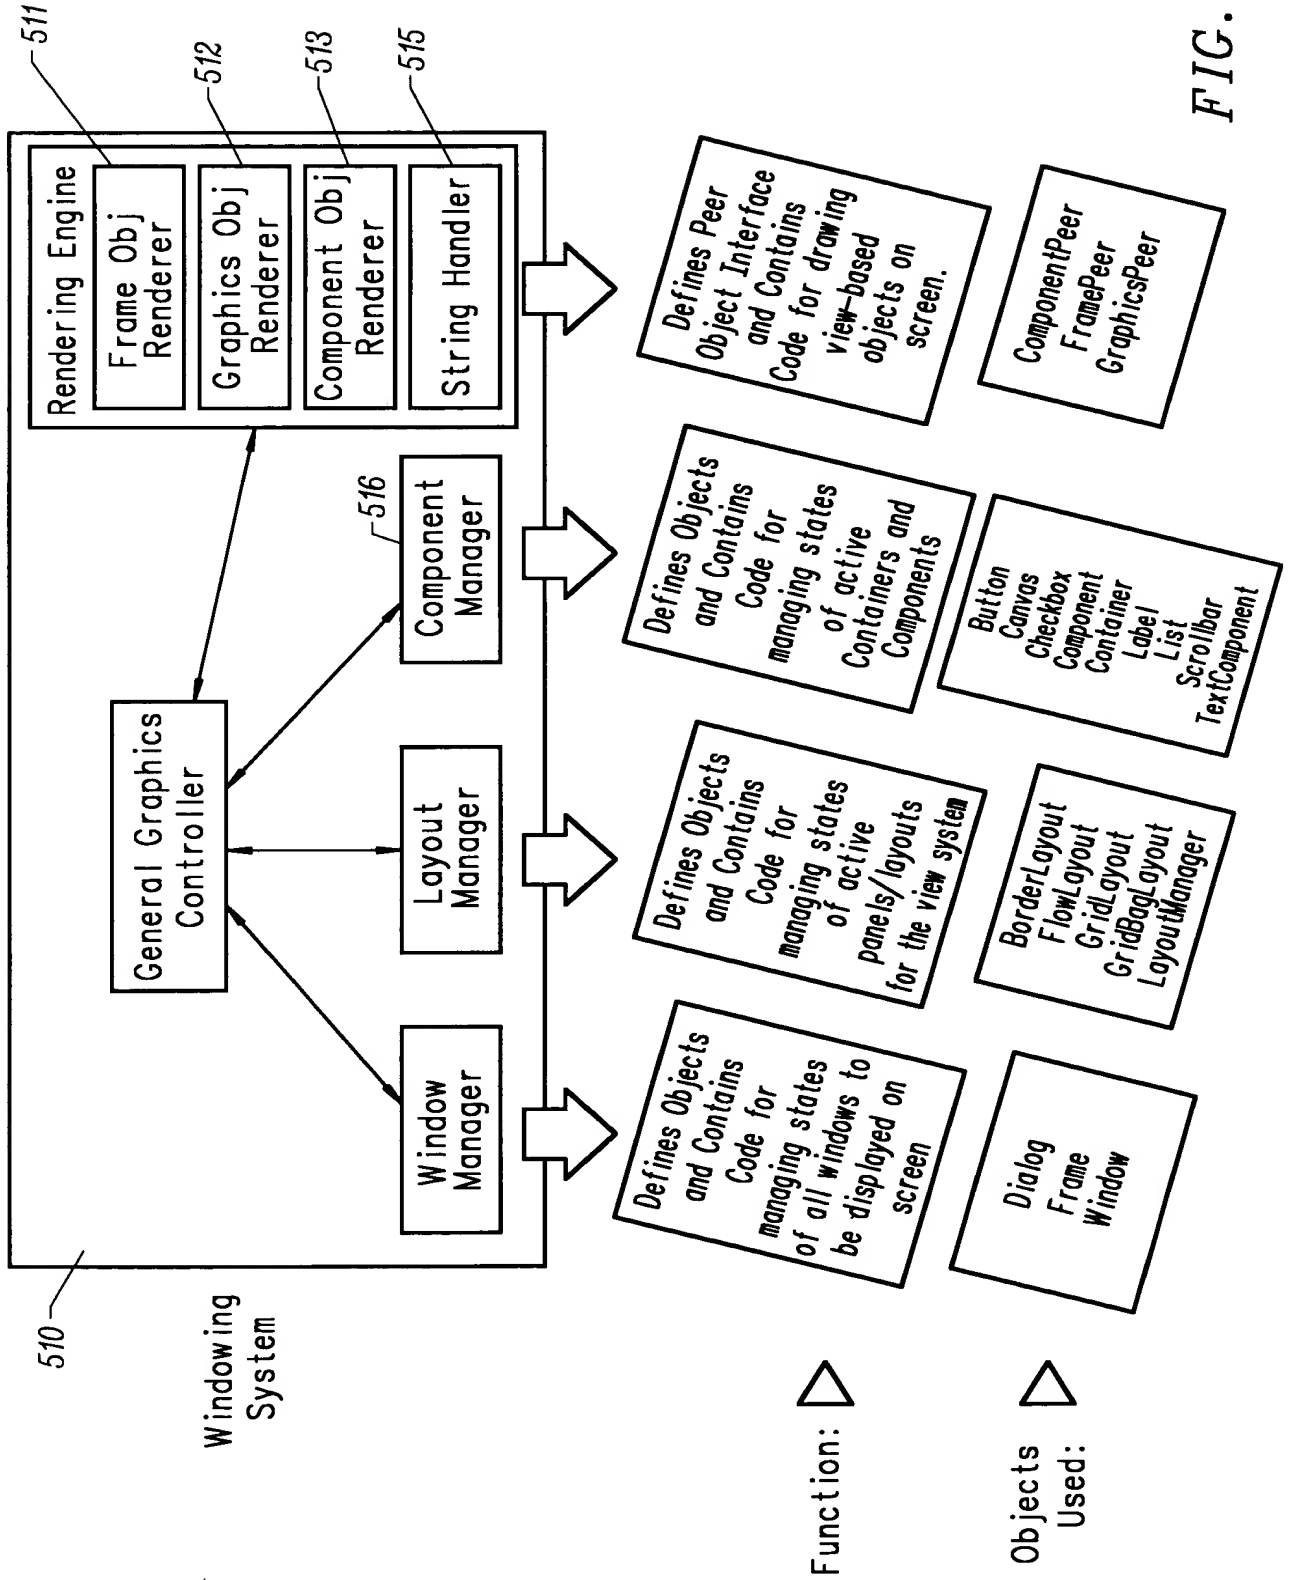 510
Windowing
System
General Graphics
Controller
Rendering Engine
Frame Obj
Renderer
511
Graphics Obj
Renderer
512
Component Obj
Renderer
513
String Handler
515
Window
Manager
Layout
Manager
Component
Manager
516
Function:
Defines Objects
and Contains
Code for
managing states
of all windows to
be displayed on
screen
Defines Objects
and Contains
Code for
managing states
of active
panels/layouts
for the view system
Defines Objects
and Contains
Code for
managing states
of active
Containers and
Components
Defines Peer
Object Interface
and Contains
Code for drawing
view-based
objects on
screen.
Objects
Used:
Dialog
Frame
Window
BorderLayout
FlowLayout
GridLayout
GridBagLayout
LayoutManager
Button
Canvas
Checkbox
Component
Container
Label
List
Scrollbar
TextComponent
ComponentPeer
FramePeer
GraphicsPeer
FIG.